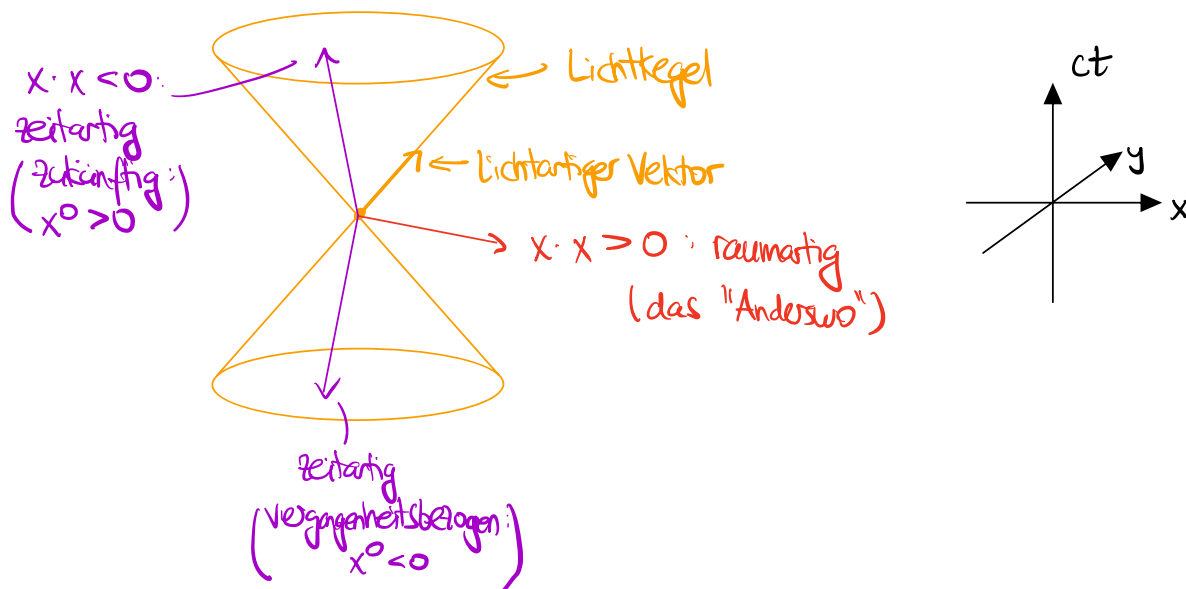 x · x < 0 :
zeitartig
(zukünftig :
x⁰ > 0)
Lichtkegel
lichtartiger Vektor
x · x > 0 : raumartig
(das "Anderswo")
zeitartig
(vergangenheitsbezogen :
x⁰ < 0)
ct
y
x